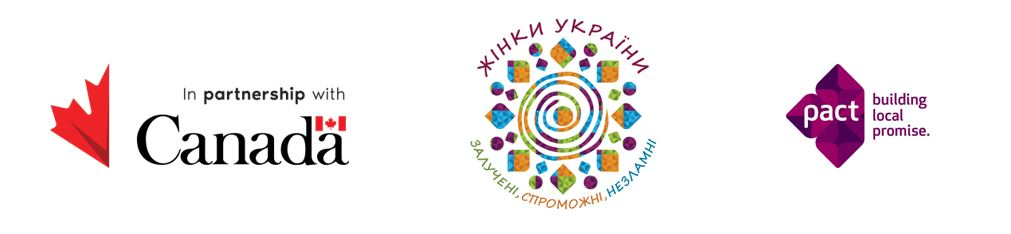 In partnership with
Canada
ЖІНКИ УКРАЇНИ
ЗАЛУЧЕНІ, СПРОМОЖНІ, НЕЗЛАМНІ
pact
building
local
promise.